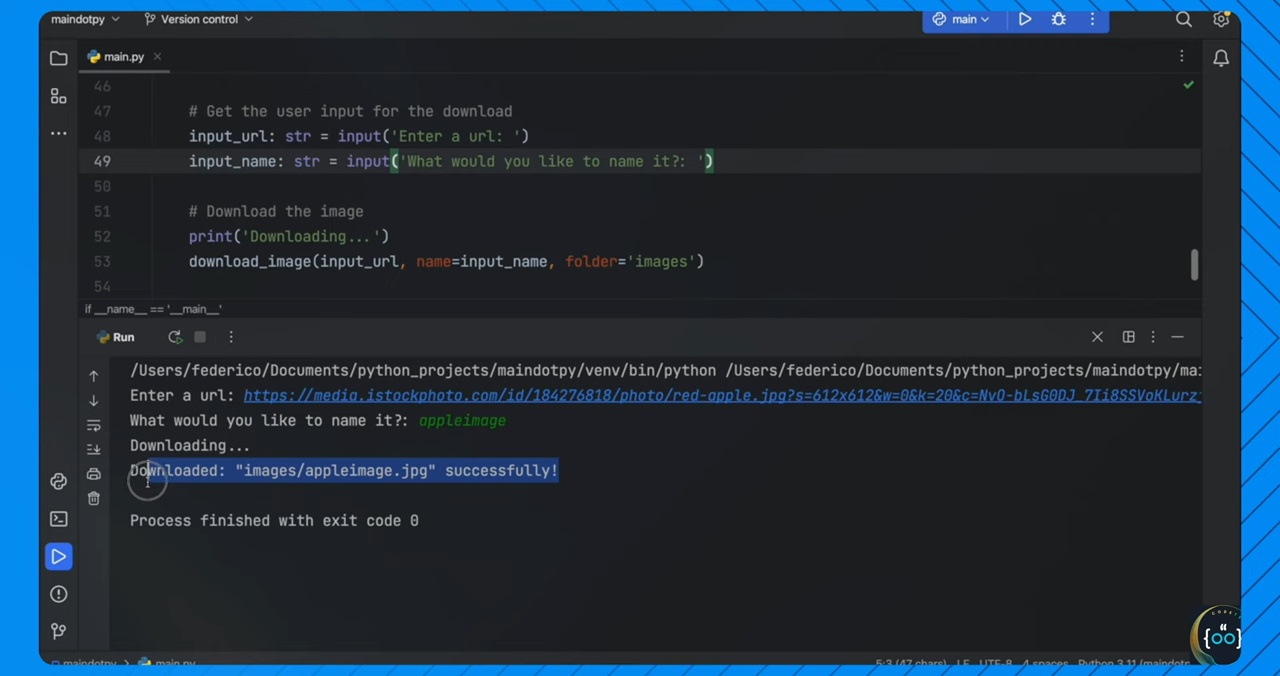 maindotpy
Version control
main
main.py
46
47 # Get the user input for the download
48 input_url: str = input('Enter a url: ')
49 input_name: str = input('What would you like to name it?: ')
50
51 # Download the image
52 print('Downloading...')
53 download_image(input_url, name=input_name, folder='images')
54
if __name__ == '__main__'
Run
/Users/federico/Documents/python_projects/maindotpy/venv/bin/python /Users/federico/Documents/python_projects/maindotpy/mai
Enter a url: https://media.istockphoto.com/id/184276818/photo/red-apple.jpg?s=612x612&w=0&k=20&c=NvO-bLsG0DJ_7Ii8SSVoKLurzj
What would you like to name it?: appleimage
Downloading...
Downloaded: "images/appleimage.jpg" successfully!
Process finished with exit code 0
maindotpy > main.py 5:3 (47 chars) LF UTF-8 4 spaces Python 3.11 (maindotp